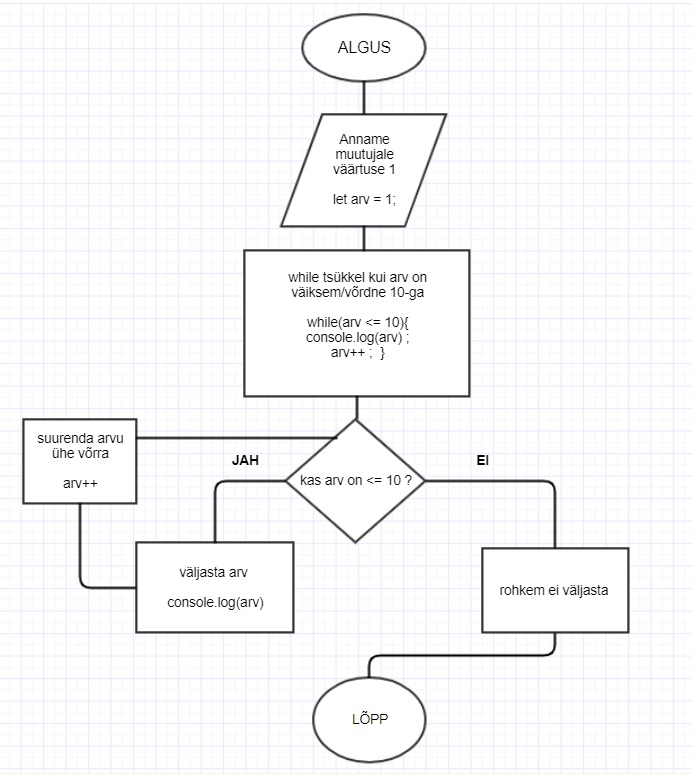 ALGUS
Anname
muutujale
väärtuse 1
let arv = 1;
while tsükkel kui arv on
väiksem/võrdne 10-ga
while(arv <= 10){
console.log(arv) ;
arv++ ;  }
suurenda arvu
ühe võrra
arv++
JAH
kas arv on <= 10 ?
EI
väljasta arv
console.log(arv)
rohkem ei väljasta
LÕPP